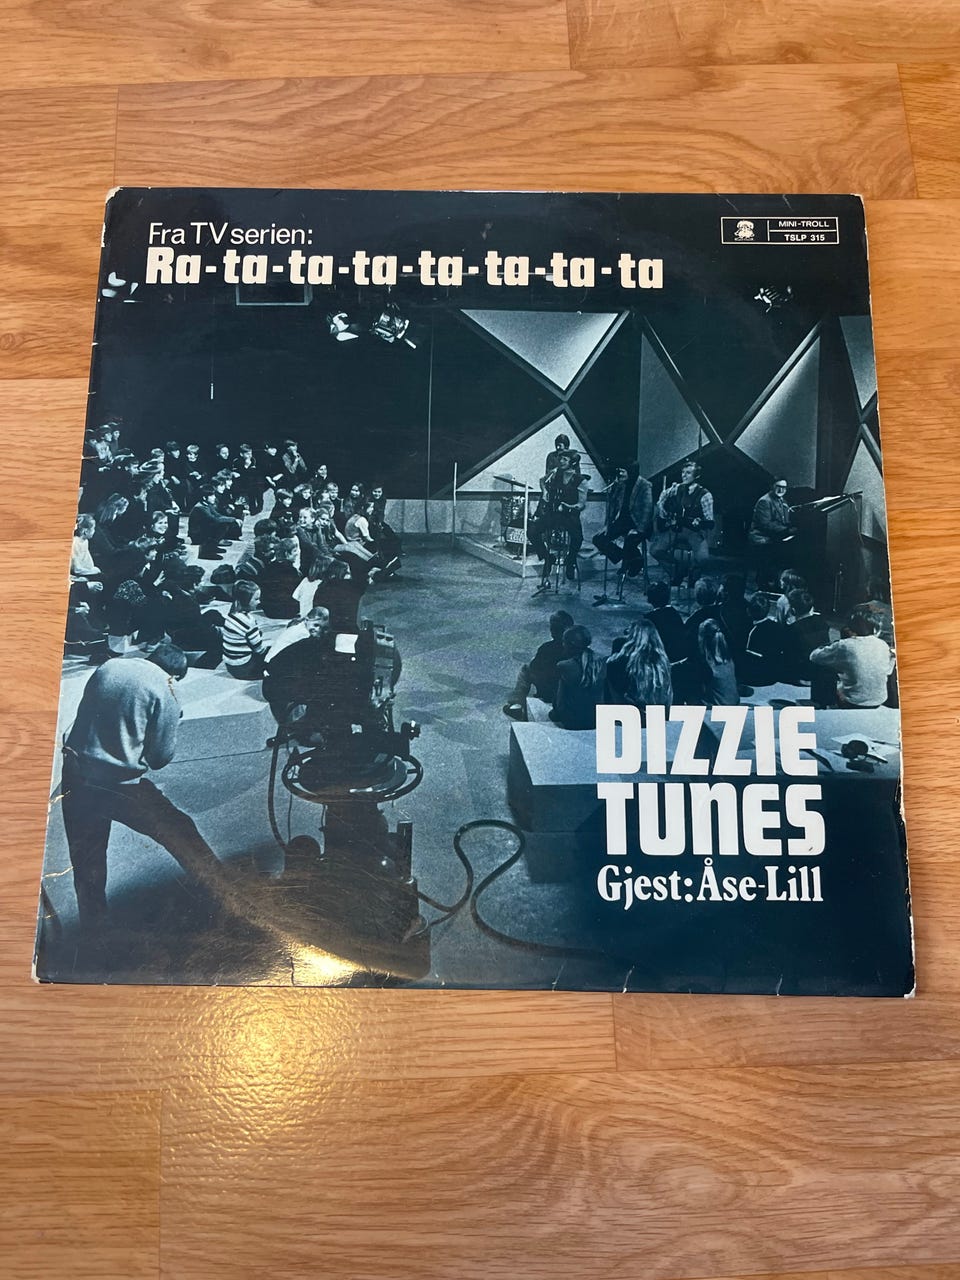 Fra TV serien:
Ra-ta-ta-ta-ta-ta-ta-ta
MINI-TROLL
TSLP 315
DIZZIE
TUNES
Gjest: Åse-Lill